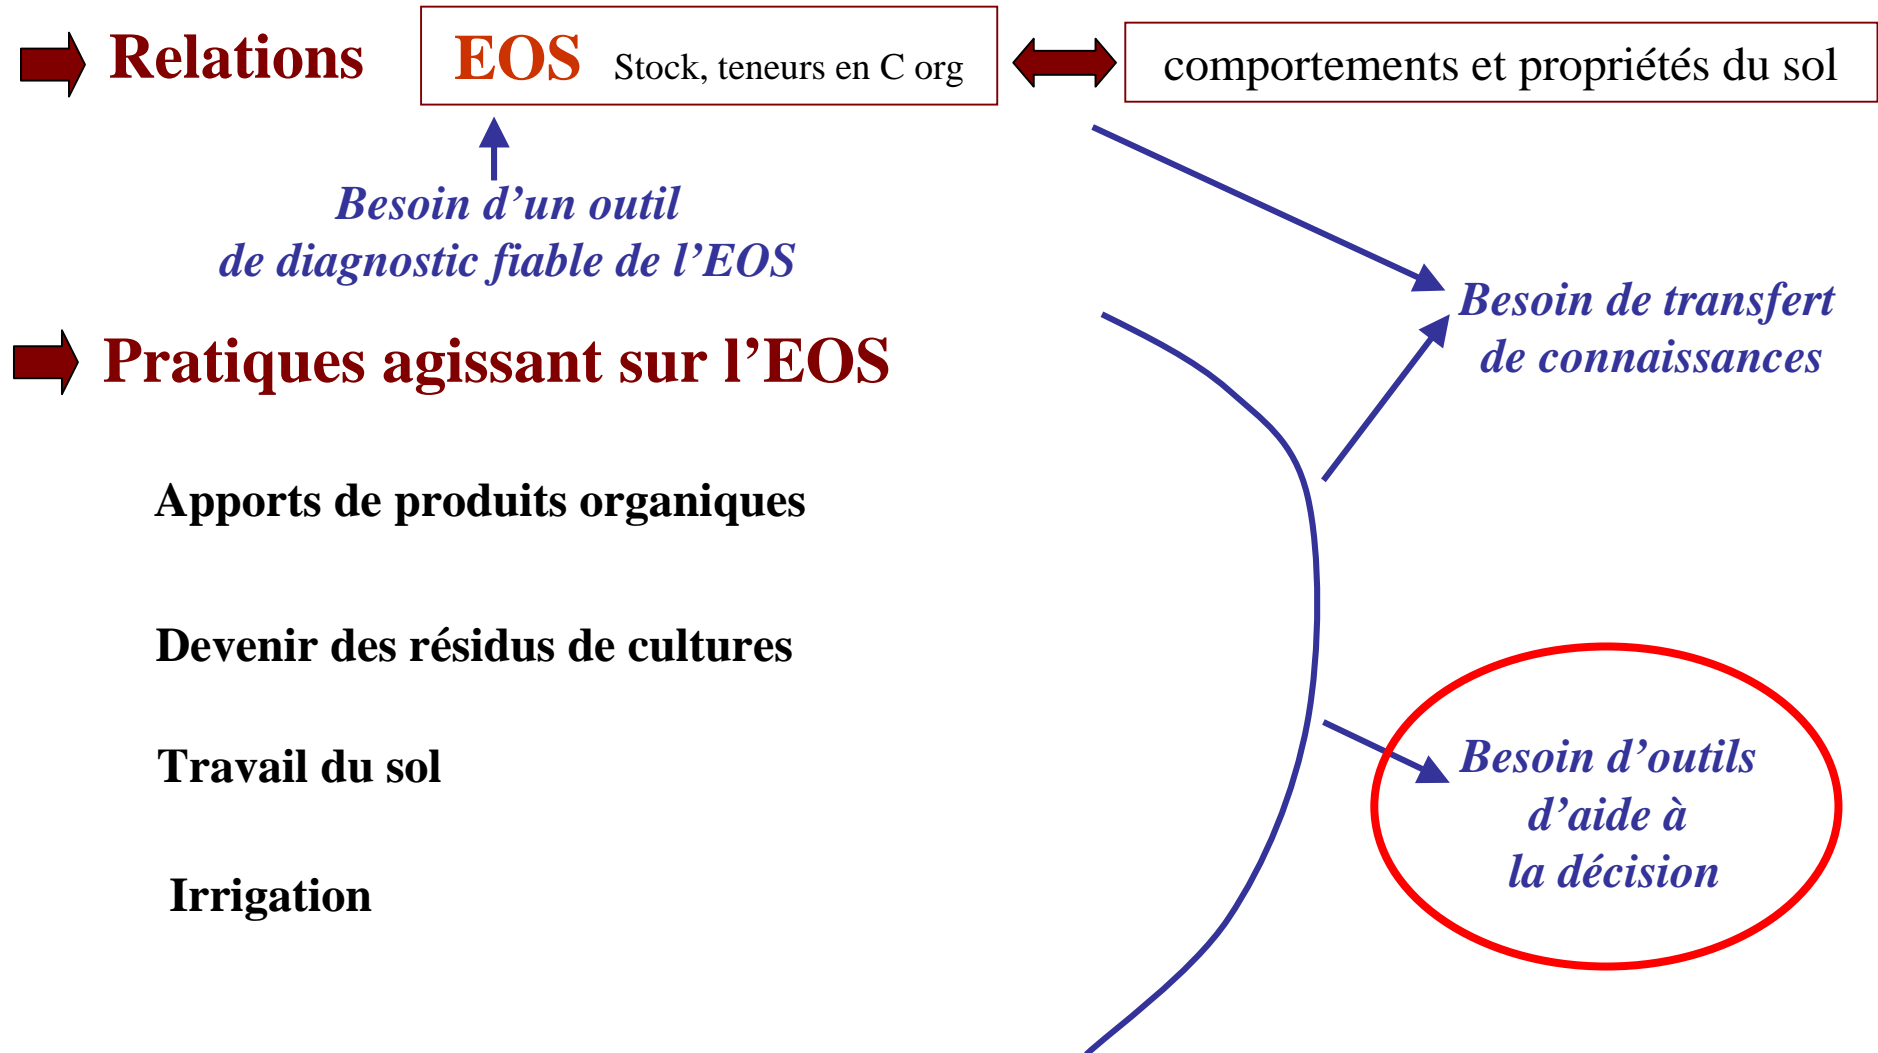 Relations EOS Stock, teneurs en C org comportements et propriétés du sol
Besoin d’un outil
de diagnostic fiable de l’EOS
Besoin de transfert
de connaissances
Pratiques agissant sur l’EOS
Apports de produits organiques
Devenir des résidus de cultures
Travail du sol
Irrigation
Besoin d’outils
d’aide à
la décision